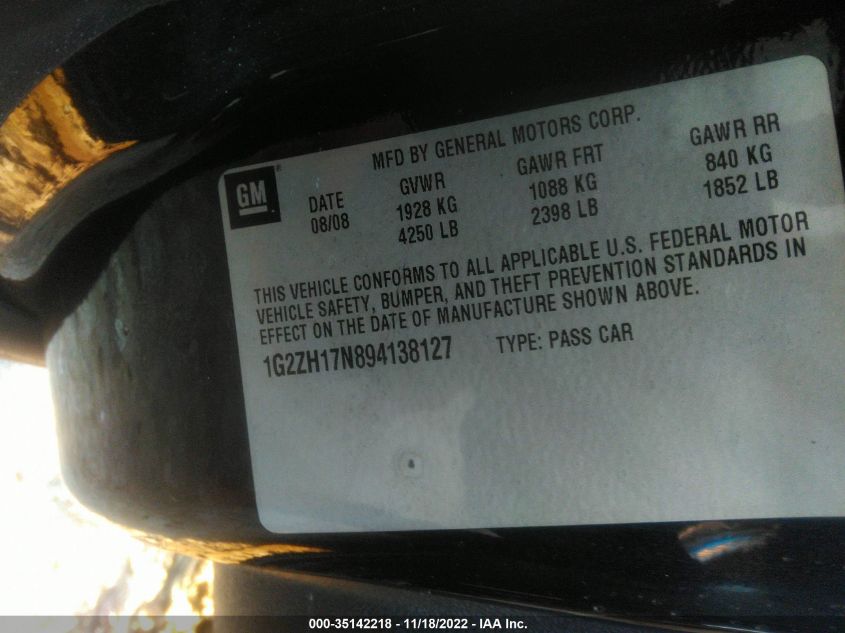 MFD BY GENERAL MOTORS CORP.
GM®
DATE GVWR GAWR FRT GAWR RR
08/08 1928 KG 1088 KG 840 KG
4250 LB 2398 LB 1852 LB
THIS VEHICLE CONFORMS TO ALL APPLICABLE U.S. FEDERAL MOTOR
VEHICLE SAFETY, BUMPER, AND THEFT PREVENTION STANDARDS IN
EFFECT ON THE DATE OF MANUFACTURE SHOWN ABOVE.
1G2ZH17N894138127 TYPE: PASS CAR
000-35142218 - 11/18/2022 - IAA Inc.